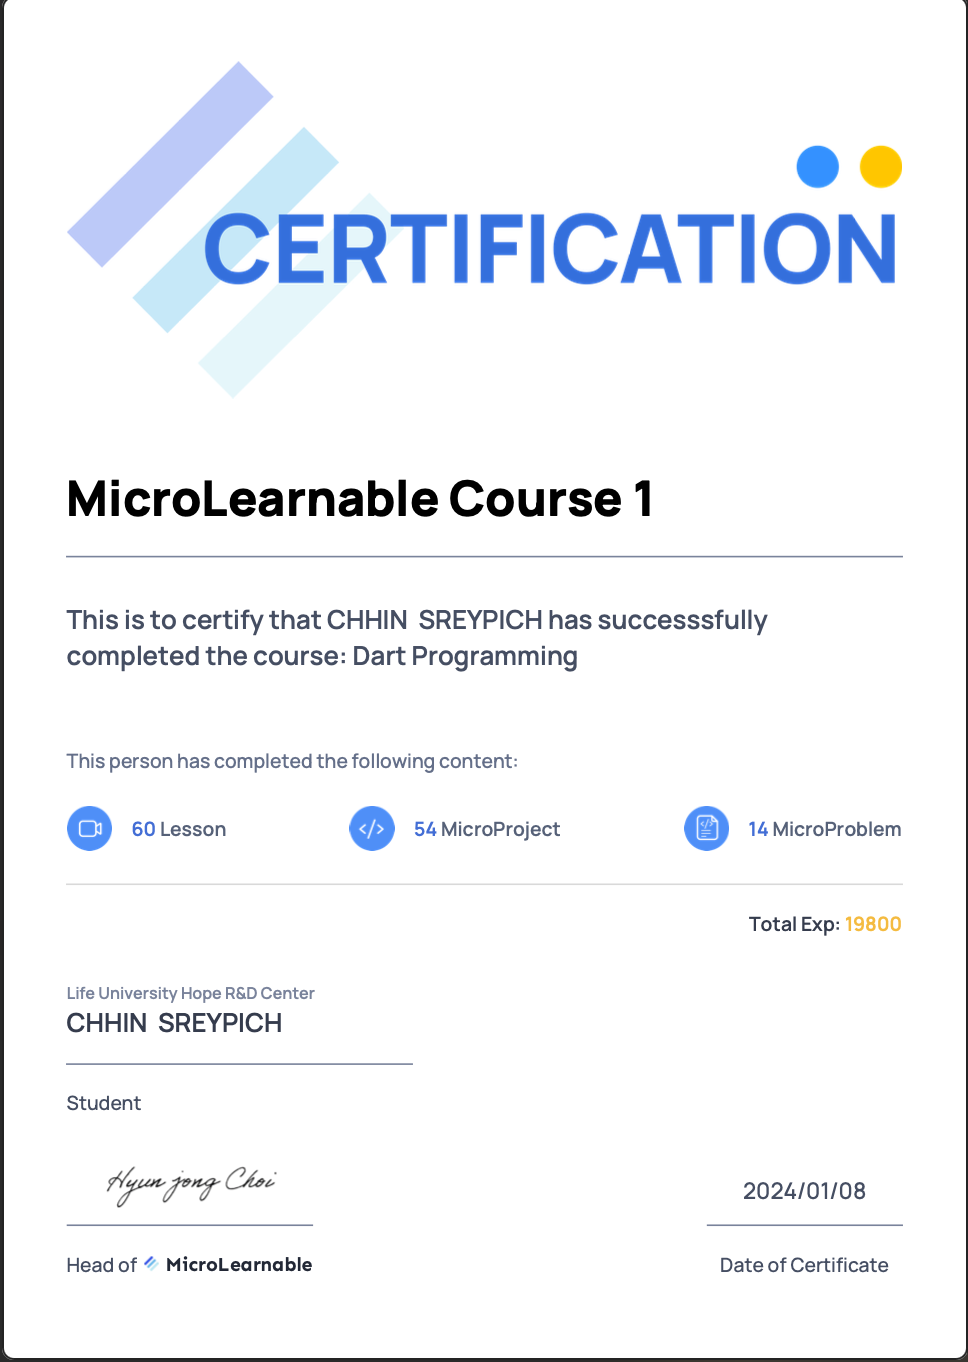 CERTIFICATION
MicroLearnable Course 1
This is to certify that CHHIN  SREYPICH has successsfully
completed the course: Dart Programming
This person has completed the following content:
60 Lesson
54 MicroProject
14 MicroProblem
Total Exp: 19800
Life University Hope R&D Center
CHHIN  SREYPICH
Student
Hyun jong Choi
2024/01/08
Head of MicroLearnable
Date of Certificate